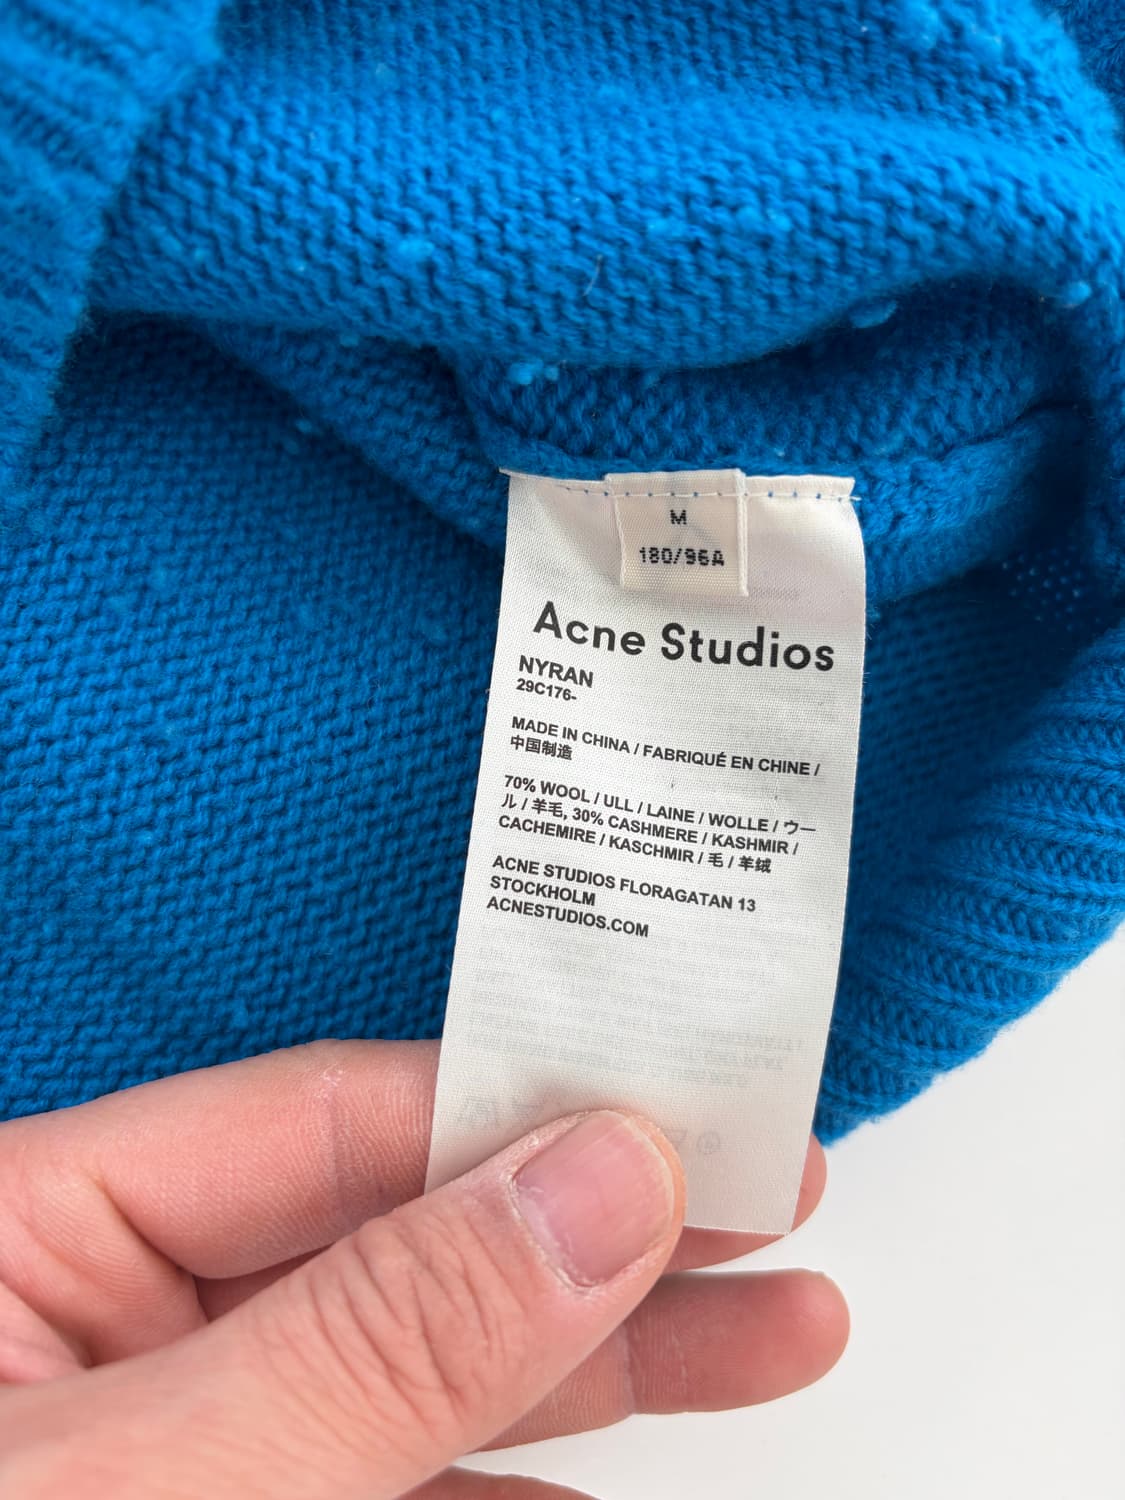 M
180/96A
Acne Studios
NYRAN
29C176-
MADE IN CHINA / FABRIQUÉ EN CHINE /
中国制造
70% WOOL / ULL / LAINE / WOLLE / ウー
ル / 羊毛, 30% CASHMERE / KASHMIR /
CACHEMIRE / KASCHMIR / 毛 / 羊绒
ACNE STUDIOS FLORAGATAN 13
STOCKHOLM
ACNESTUDIOS.COM